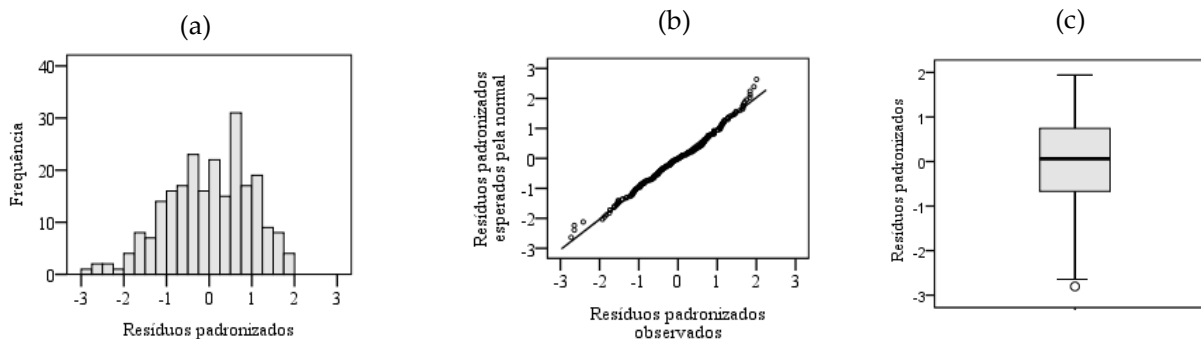 (a)
Frequência
40
30
20
10
0
-3 -2 -1 0 1 2 3
Resíduos padronizados
(b)
Resíduos padronizados
esperados pela normal
3
2
1
0
-1
-2
-3
-3 -2 -1 0 1 2 3
Resíduos padronizados
observados
(c)
Resíduos padronizados
2
1
0
-1
-2
-3